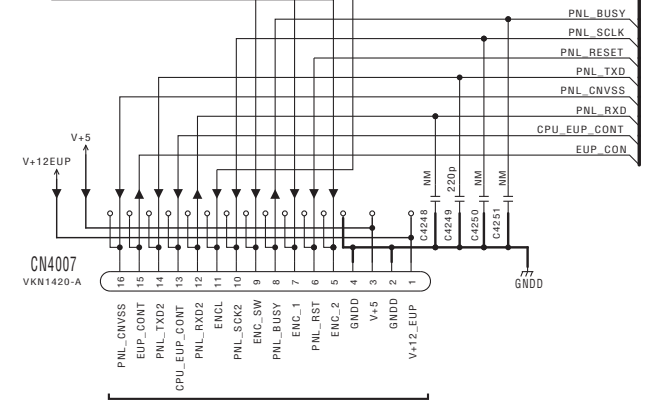 PNL_BUSY
PNL_SCLK
PNL_RESET
PNL_TXD
PNL_CNVSS
PNL_RXD
CPU_EUP_CONT
EUP_CON
V+5
V+12EUP
NM
220p
NM
NM
C4248
C4249
C4250
C4251
CN4007
VKN1420-A
GNDD
16
15
14
13
12
11
10
9
8
7
6
5
4
3
2
1
PNL_CNVSS
EUP_CONT
PNL_TXD2
CPU_EUP_CONT
PNL_RXD2
ENCL
PNL_SCK2
ENC_SW
PNL_BUSY
ENC_1
PNL_RST
ENC_2
GNDD
V+5
GNDD
V+12_EUP